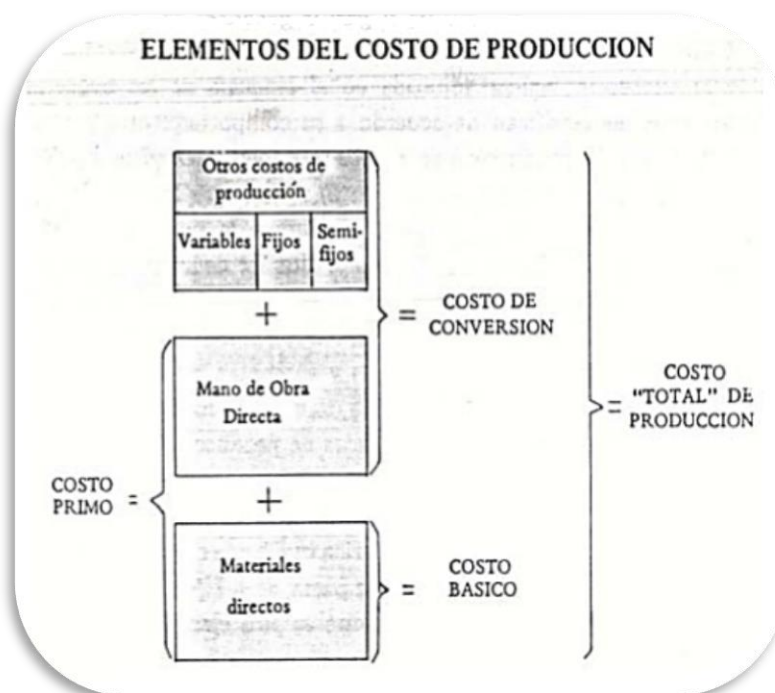 ELEMENTOS DEL COSTO DE PRODUCCION
Otros costos de
producción
Variables
Fijos
Semi-
fijos
+
= COSTO DE
CONVERSION
Mano de Obra
Directa
COSTO
PRIMO =
+
Materiales
directos
= COSTO
BASICO
COSTO
= "TOTAL" DE
PRODUCCION